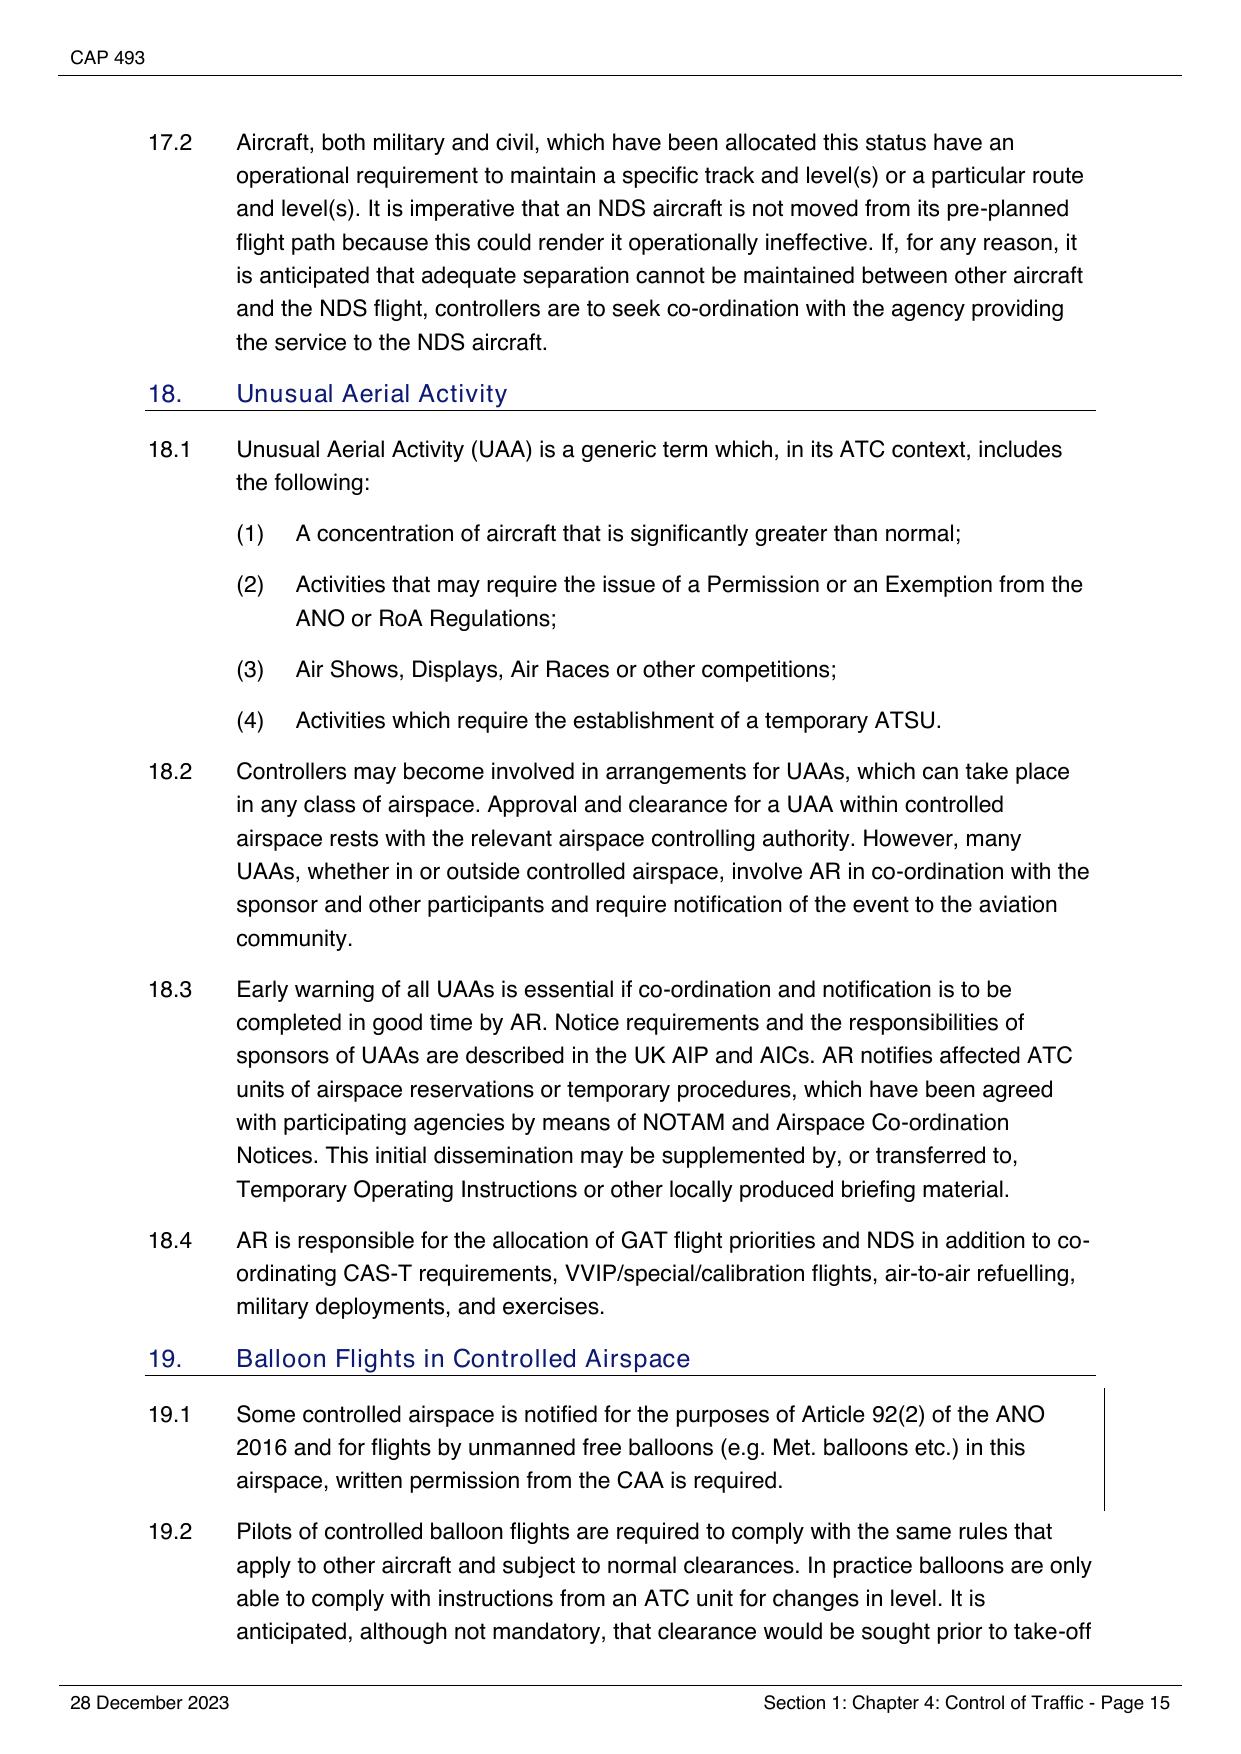 CAP 493
17.2 Aircraft, both military and civil, which have been allocated this status have an
operational requirement to maintain a specific track and level(s) or a particular route
and level(s). It is imperative that an NDS aircraft is not moved from its pre-planned
flight path because this could render it operationally ineffective. If, for any reason, it
is anticipated that adequate separation cannot be maintained between other aircraft
and the NDS flight, controllers are to seek co-ordination with the agency providing
the service to the NDS aircraft.
18. Unusual Aerial Activity
18.1 Unusual Aerial Activity (UAA) is a generic term which, in its ATC context, includes
the following:
(1) A concentration of aircraft that is significantly greater than normal;
(2) Activities that may require the issue of a Permission or an Exemption from the
ANO or RoA Regulations;
(3) Air Shows, Displays, Air Races or other competitions;
(4) Activities which require the establishment of a temporary ATSU.
18.2 Controllers may become involved in arrangements for UAAs, which can take place
in any class of airspace. Approval and clearance for a UAA within controlled
airspace rests with the relevant airspace controlling authority. However, many
UAAs, whether in or outside controlled airspace, involve AR in co-ordination with the
sponsor and other participants and require notification of the event to the aviation
community.
18.3 Early warning of all UAAs is essential if co-ordination and notification is to be
completed in good time by AR. Notice requirements and the responsibilities of
sponsors of UAAs are described in the UK AIP and AICs. AR notifies affected ATC
units of airspace reservations or temporary procedures, which have been agreed
with participating agencies by means of NOTAM and Airspace Co-ordination
Notices. This initial dissemination may be supplemented by, or transferred to,
Temporary Operating Instructions or other locally produced briefing material.
18.4 AR is responsible for the allocation of GAT flight priorities and NDS in addition to co-
ordinating CAS-T requirements, VVIP/special/calibration flights, air-to-air refuelling,
military deployments, and exercises.
19. Balloon Flights in Controlled Airspace
19.1 Some controlled airspace is notified for the purposes of Article 92(2) of the ANO
2016 and for flights by unmanned free balloons (e.g. Met. balloons etc.) in this
airspace, written permission from the CAA is required.
19.2 Pilots of controlled balloon flights are required to comply with the same rules that
apply to other aircraft and subject to normal clearances. In practice balloons are only
able to comply with instructions from an ATC unit for changes in level. It is
anticipated, although not mandatory, that clearance would be sought prior to take-off
28 December 2023 Section 1: Chapter 4: Control of Traffic - Page 15